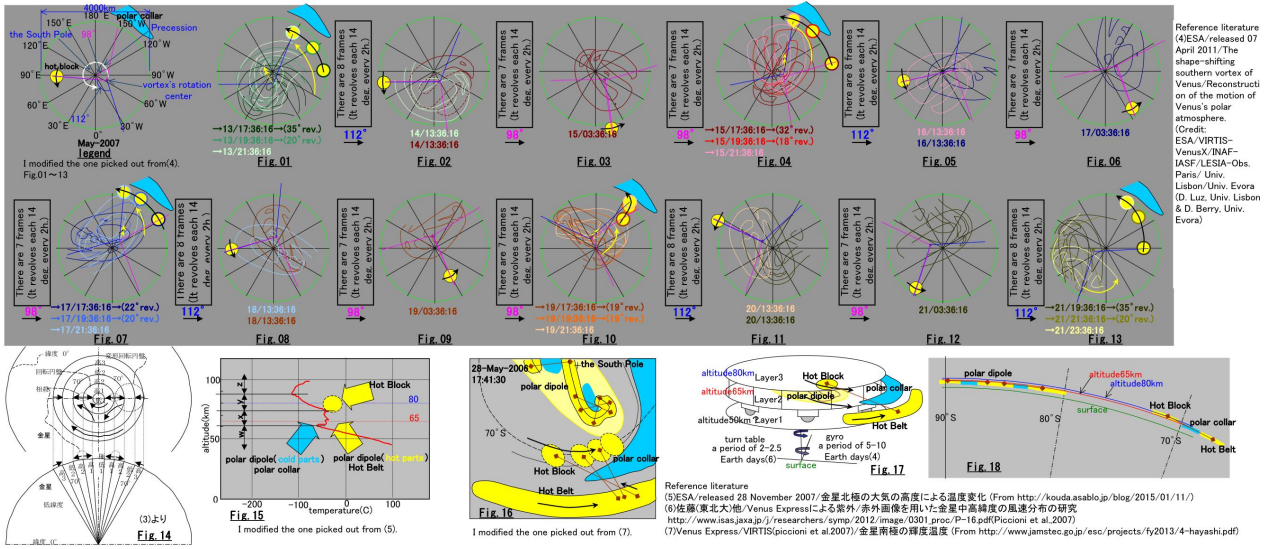 4000km
polar collar
150°E
180°E
150°W
Precession
the South Pole
98°
120°E
120°W
hot block
90°E
90°W
vortex's rotation
center
60°E
60°W
112°
30°E
30°W
0°
May-2007
legend
I modified the one picked out from(4).
Fig.01～13
→13/17:36:16→(35°rev.)
→13/19:36:16→(20°rev.)
→13/21:36:16
Fig. 01
There are 8 frames
(It revolves each 14
deg. every 2h.)
112°
14/13:36:16
14/13:36:16
Fig. 02
There are 7 frames
(It revolves each 14
deg. every 2h.)
98°
15/03:36:16
Fig. 03
There are 7 frames
(It revolves each 14
deg. every 2h.)
98°
→15/17:36:16→(32°rev.)
→15/19:36:16→(18°rev.)
→15/21:36:16
Fig. 04
There are 8 frames
(It revolves each 14
deg. every 2h.)
112°
16/13:36:16
16/13:36:16
Fig. 05
There are 7 frames
(It revolves each 14
deg. every 2h.)
98°
17/03:36:16
Fig. 06
Reference literature
(4)ESA/released 07
April 2011/The
shape-shifting
southern vortex of
Venus/Reconstructi
on of the motion of
Venus's polar
atmosphere.
(Credit:
ESA/VIRTIS-
VenusX/INAF-
IASF/LESIA-Obs.
Paris/ Univ.
Lisbon/Univ. Evora
(D. Luz, Univ. Lisbon
& D. Berry, Univ.
Evora)
There are 7 frames
(It revolves each 14
deg. every 2h.)
98°
→17/17:36:16→(22°rev.)
→17/19:36:16→(20°rev.)
→17/21:36:16
Fig. 07
There are 8 frames
(It revolves each 14
deg. every 2h.)
112°
18/13:36:16
18/13:36:16
Fig. 08
There are 7 frames
(It revolves each 14
deg. every 2h.)
98°
19/03:36:16
Fig. 09
There are 7 frames
(It revolves each 14
deg. every 2h.)
98°
→19/17:36:16→(19°rev.)
→19/19:36:16→(19°rev.)
→19/21:36:16
Fig. 10
There are 8 frames
(It revolves each 14
deg. every 2h.)
112°
20/13:36:16
20/13:36:16
Fig. 11
There are 7 frames
(It revolves each 14
deg. every 2h.)
98°
21/03:36:16
Fig. 12
There are 8 frames
(It revolves each 14
deg. every 2h.)
112°
→21/19:36:16→(35°rev.)
→21/21:36:16→(20°rev.)
→21/23:36:16
Fig. 13
緯度 0°
変形回転円盤
回転円盤
70°
金星
金星
低緯度
緯度0°
(3)より
Fig. 14
altitude(km)
100
50
W X Y Z
Hot Block
80
65
polar dipole(cold parts)
polar collar
polar dipole(hot parts)
Hot Belt
-200
-100
0
100
temperature(C)
Fig. 15
I modified the one picked out from (5).
28-May-2006
17:41:30
the South Pole
polar dipole
70°S
polar collar
Hot Block
Hot Belt
Fig. 16
I modified the one picked out from (7).
altitude80km
Layer3
Hot Block
polar collar
altitude65km
Layer2
polar dipole
altitude50km
Layer1
Hot Belt
turn table
a period of 2-2.5
Earth days(6)
gyro
a period of 5-10
Earth days(4)
surface
Fig. 17
polar dipole
altitude65km
altitude80km
90°S
80°S
surface
Hot Block
polar collar
70°S
Hot Belt
Fig. 18
Reference literature
(5)ESA/released 28 November 2007/金星北極の大気の高度による温度変化 (From http://kouda.asablo.jp/blog/2015/01/11/)
(6)佐藤(東北大)他/Venus Expressによる紫外/赤外画像を用いた金星中高緯度の風速分布の研究
http://www.isas.jaxa.jp/j/researchers/symp/2012/image/0301_proc/P-16.pdf(Piccioni et al,2007)
(7)Venus Express/VIRTIS(piccioni et al.2007)/金星南極の輝度温度 (From http://www.jamstec.go.jp/esc/projects/fy2013/4-hayashi.pdf)